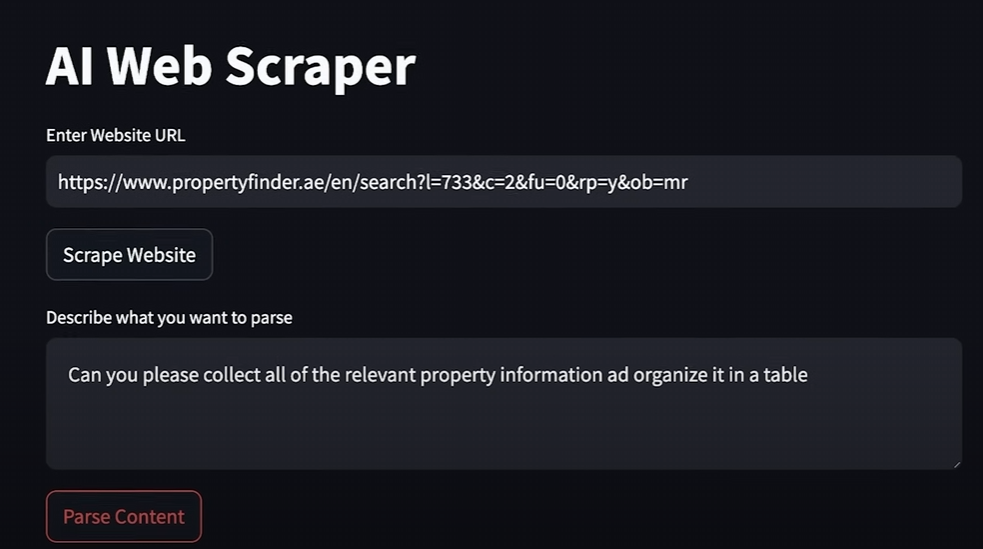 AI Web Scraper
Enter Website URL
https://www.propertyfinder.ae/en/search?l=733&c=2&fu=0&rp=y&ob=mr
Scrape Website
Describe what you want to parse
Can you please collect all of the relevant property information ad organize it in a table
Parse Content